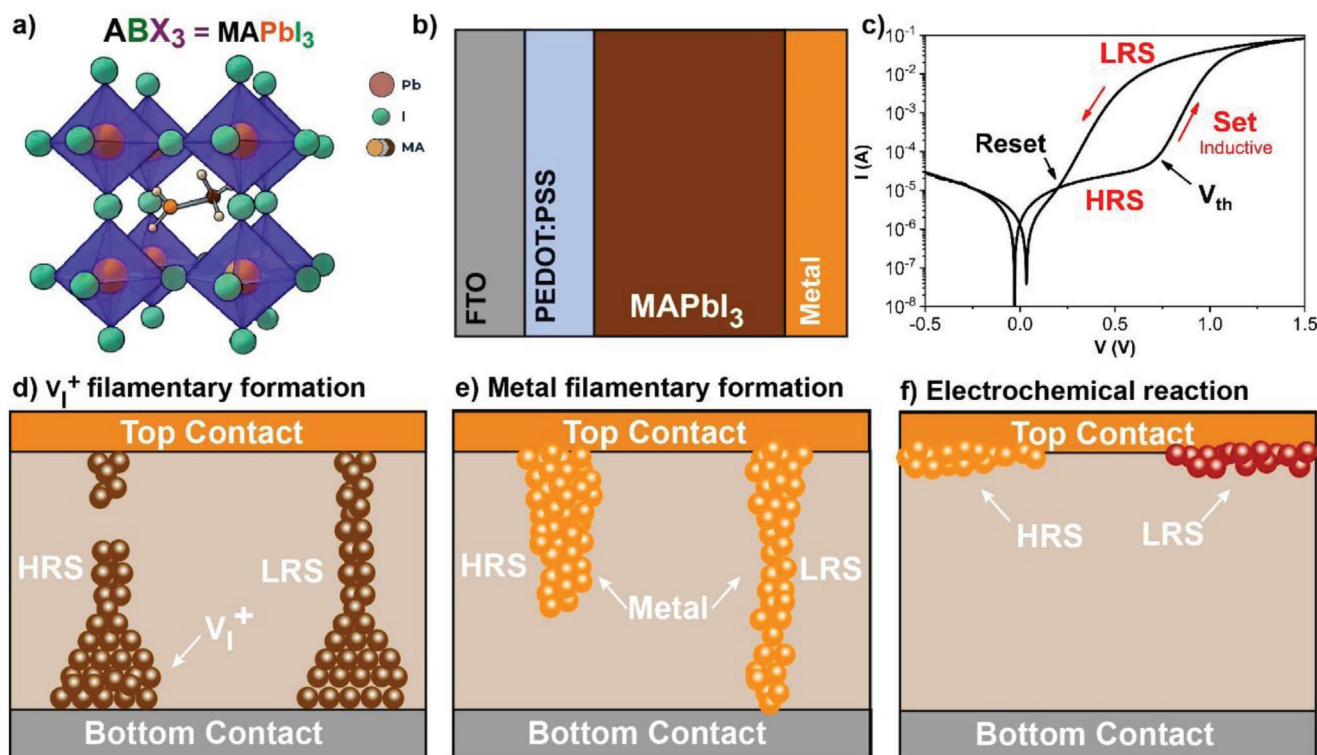 a)
ABX3 = MAPbI3
Pb
I
MA
b)
FTO
PEDOT:PSS
MAPbI3
Metal
c)
I (A)
10^-1
10^-2
10^-3
10^-4
10^-5
10^-6
10^-7
10^-8
LRS
Reset
Set
Inductive
HRS
Vth
-0.5
0.0
0.5
1.0
1.5
V (V)
d) VI+ filamentary formation
Top Contact
HRS
LRS
VI+
Bottom Contact
e) Metal filamentary formation
Top Contact
HRS
LRS
Metal
Bottom Contact
f) Electrochemical reaction
Top Contact
HRS
LRS
Bottom Contact